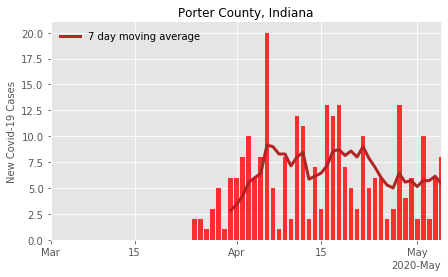 Porter County, Indiana
7 day moving average
New Covid-19 Cases
20.0
17.5
15.0
12.5
10.0
7.5
5.0
2.5
0.0
Mar
15
Apr
15
May
2020-May